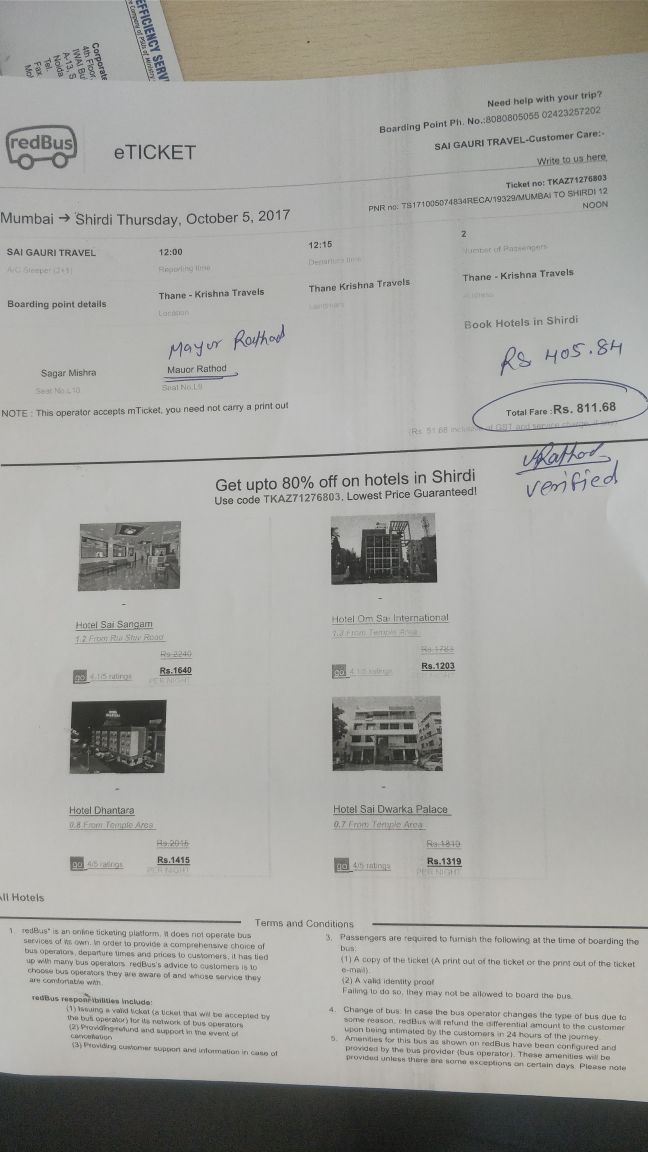 EFFICIENCY SERV
Corporate
4th Floor,
IWAI Bu
A-13, S
Noida
Tel.
Fax
redBus
eTICKET
Need help with your trip?
Boarding Point Ph. No.:8080805055 02423257202
SAI GAURI TRAVEL-Customer Care:-
Write to us here
Ticket no: TKAZ71276803
PNR no: TS171005074834RECA/19329/MUMBAI TO SHIRDI 12
NOON
Mumbai → Shirdi Thursday, October 5, 2017
SAI GAURI TRAVEL 12:00 12:15 2
A/C Sleeper (2+1) Reporting time Departure time Number of Passengers
Boarding point details Thane - Krishna Travels Thane Krishna Travels Thane - Krishna Travels
Location Landmark Address
Book Hotels in Shirdi
Mayur Rathod
Rs 405.84
Sagar Mishra Mauor Rathod
Seat No.L10 Seat No.L9
NOTE : This operator accepts mTicket, you need not carry a print out
Total Fare :Rs. 811.68
(Rs. 51.68 inclusive of GST and service charge, if any)
Rathod
verified
Get upto 80% off on hotels in Shirdi
Use code TKAZ71276803, Lowest Price Guaranteed!
Hotel Sai Sangam
1.2 From Rui Shiv Road
Rs.2240
go 4.1/5 ratings Rs.1640
PER NIGHT
Hotel Om Sai International
1.3 From Temple Area
Rs.1783
go 4.1/5 ratings Rs.1203
PER NIGHT
Hotel Dhantara
0.8 From Temple Area
Rs.2015
go 4/5 ratings Rs.1415
PER NIGHT
Hotel Sai Dwarka Palace
0.7 From Temple Area
Rs.1819
go 4/5 ratings Rs.1319
PER NIGHT
All Hotels
Terms and Conditions
1. redBus* is an online ticketing platform. It does not operate bus
services of its own. In order to provide a comprehensive choice of
bus operators, departure times and prices to customers, it has tied
up with many bus operators. redBus's advice to customers is to
choose bus operators they are aware of and whose service they
are comfortable with.
redBus responsibilities include:
(1) Issuing a valid ticket (a ticket that will be accepted by
the bus operator) for its network of bus operators
(2) Providing refund and support in the event of
cancellation
(3) Providing customer support and information in case of
3. Passengers are required to furnish the following at the time of boarding the
bus:
(1) A copy of the ticket (A print out of the ticket or the print out of the ticket
e-mail).
(2) A valid identity proof
Failing to do so, they may not be allowed to board the bus.
4. Change of bus: In case the bus operator changes the type of bus due to
some reason, redBus will refund the differential amount to the customer
upon being intimated by the customers in 24 hours of the journey.
5. Amenities for this bus as shown on redBus have been configured and
provided by the bus provider (bus operator). These amenities will be
provided unless there are some exceptions on certain days. Please note